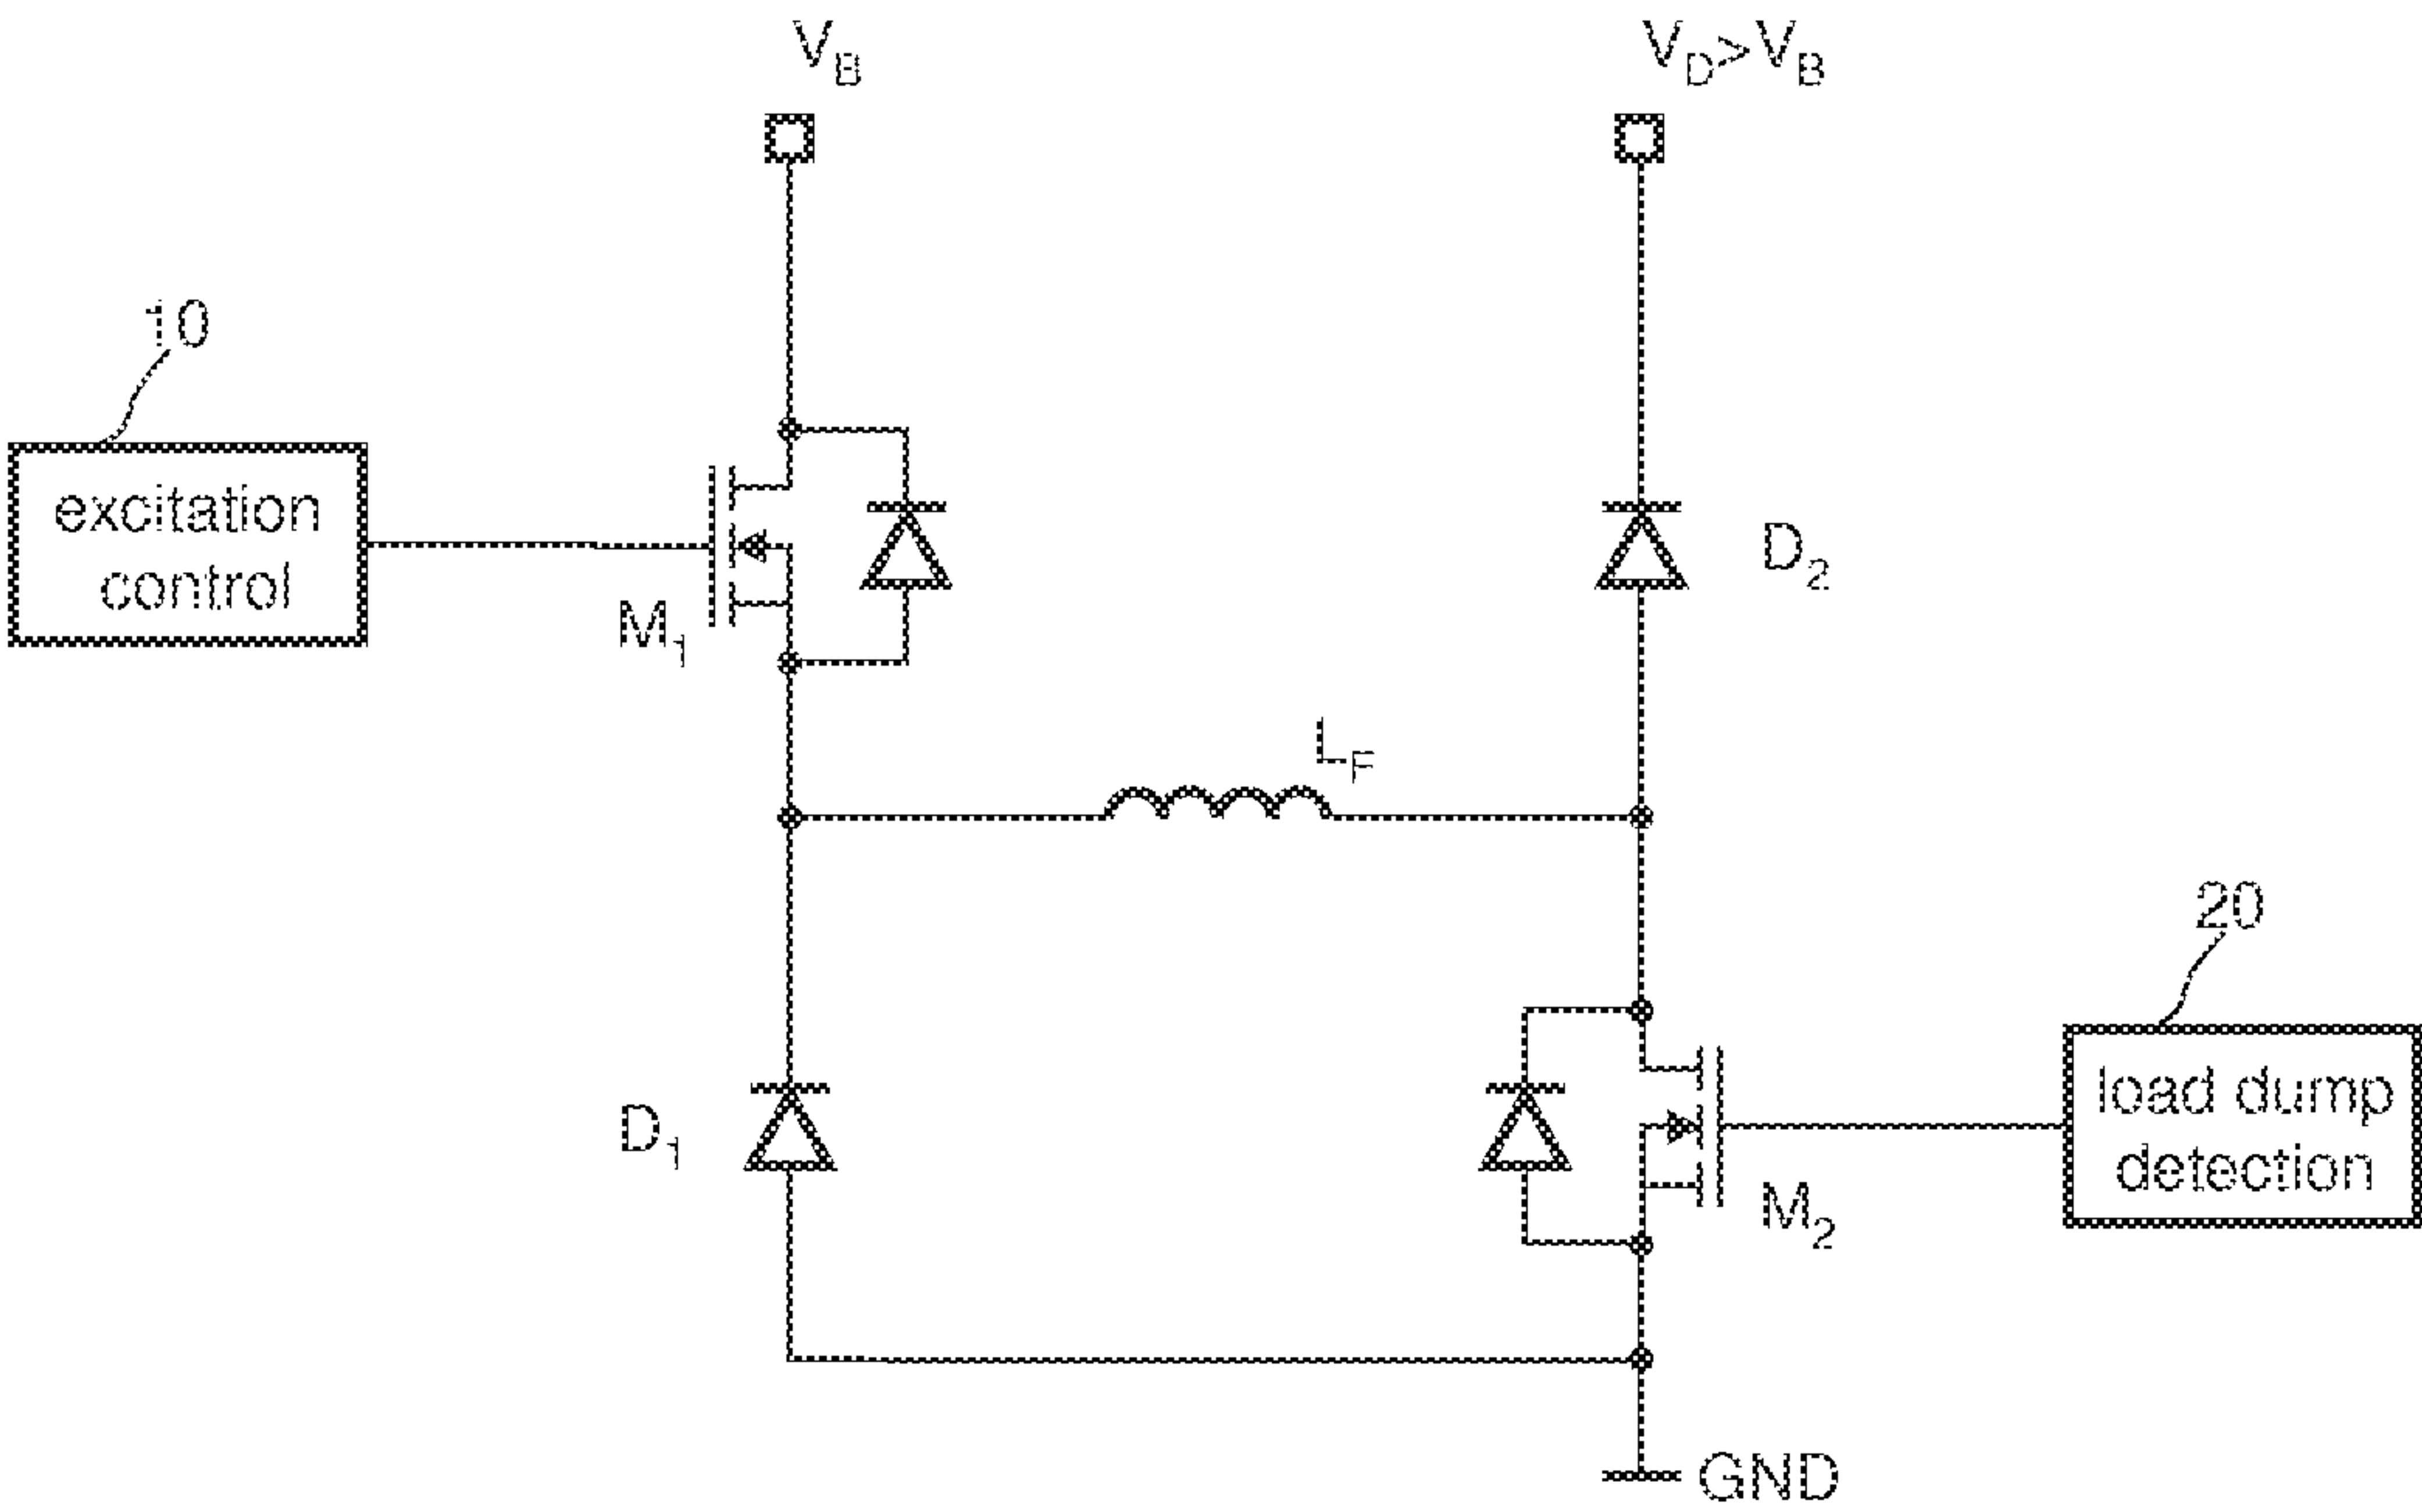 V_B
V_D>V_B
10
excitation
control
M_1
D_2
L_F
20
D_1
load dump
detection
M_2
GND